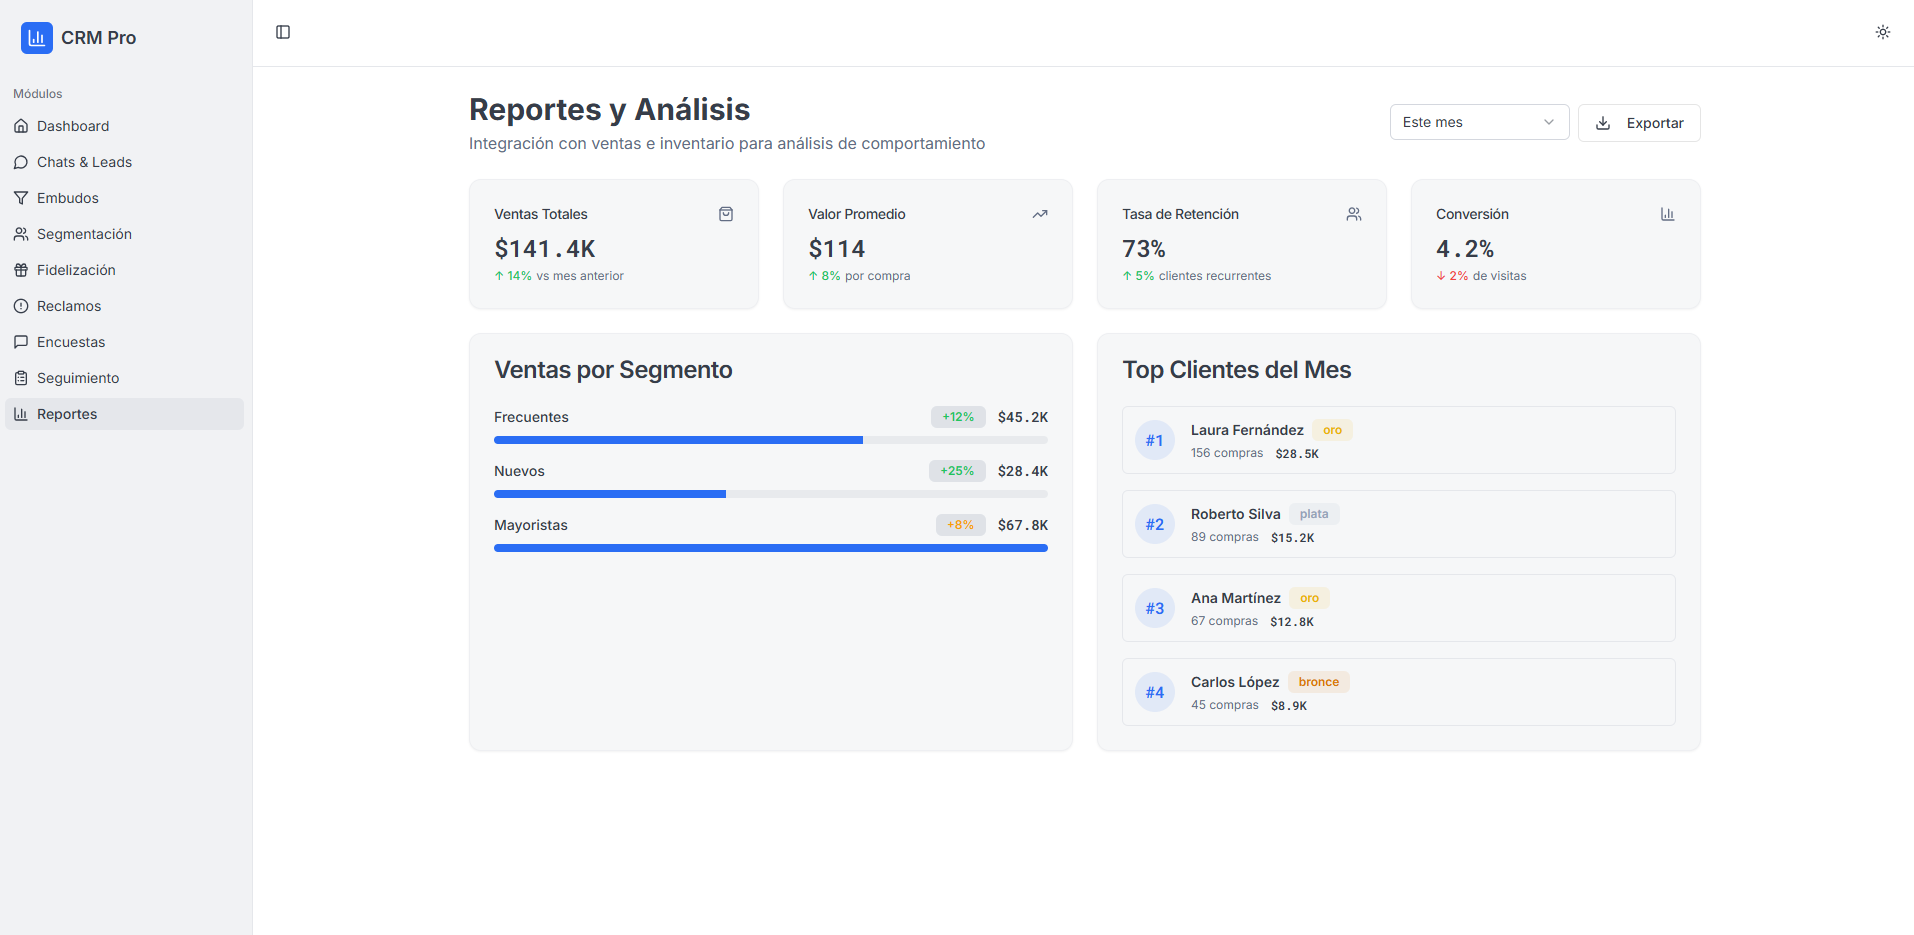 CRM Pro
Módulos
Dashboard
Chats & Leads
Embudos
Segmentación
Fidelización
Reclamos
Encuestas
Seguimiento
Reportes
Reportes y Análisis
Integración con ventas e inventario para análisis de comportamiento
Este mes
Exportar
Ventas Totales
$141.4K
↑ 14% vs mes anterior
Valor Promedio
$114
↑ 8% por compra
Tasa de Retención
73%
↑ 5% clientes recurrentes
Conversión
4.2%
↓ 2% de visitas
Ventas por Segmento
Frecuentes +12% $45.2K
Nuevos +25% $28.4K
Mayoristas +8% $67.8K
Top Clientes del Mes
#1
Laura Fernández oro
156 compras $28.5K
#2
Roberto Silva plata
89 compras $15.2K
#3
Ana Martínez oro
67 compras $12.8K
#4
Carlos López bronce
45 compras $8.9K